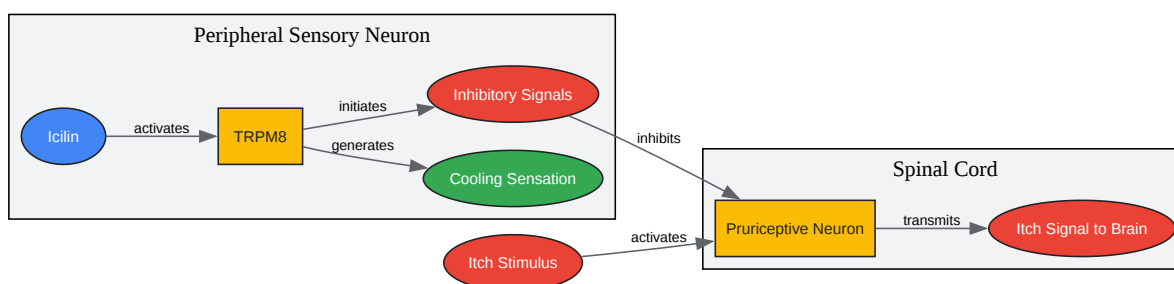 Peripheral Sensory Neuron
Icilin
activates
TRPM8
initiates
generates
Inhibitory Signals
Cooling Sensation
inhibits
Itch Stimulus
activates
Spinal Cord
Pruriceptive Neuron
transmits
Itch Signal to Brain